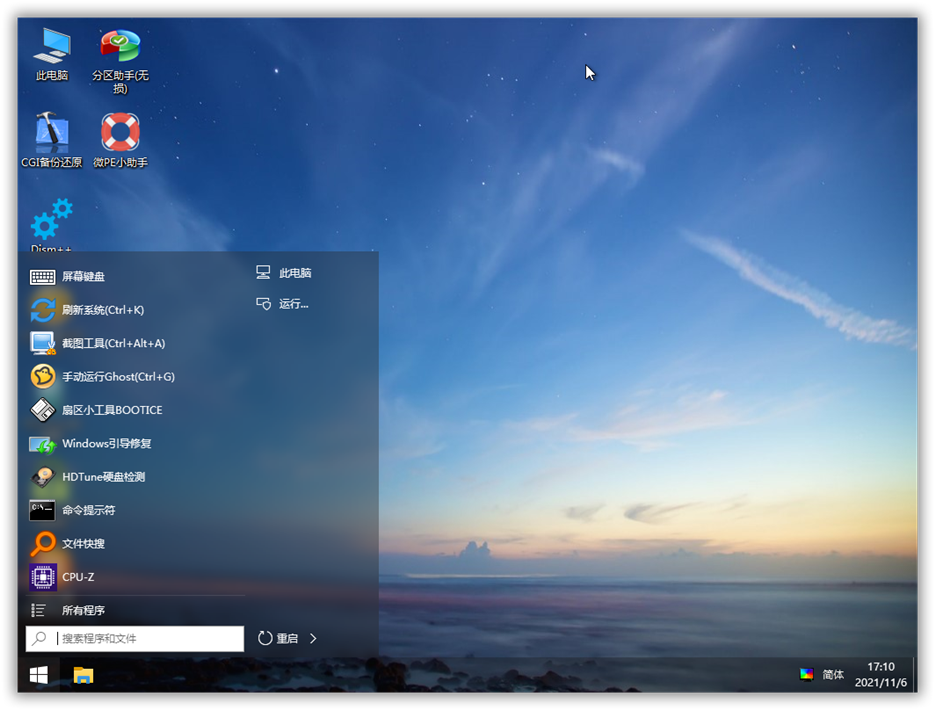 此电脑
分区助手(无
损)
CGI备份还原
微PE小助手
Dism++
屏幕键盘
刷新系统(Ctrl+K)
截图工具(Ctrl+Alt+A)
手动运行Ghost(Ctrl+G)
扇区小工具BOOTICE
Windows引导修复
HDTune硬盘检测
C:\
命令提示符
文件快搜
CPU-Z
所有程序
搜索程序和文件
此电脑
运行...
重启
简体
17:10
2021/11/6